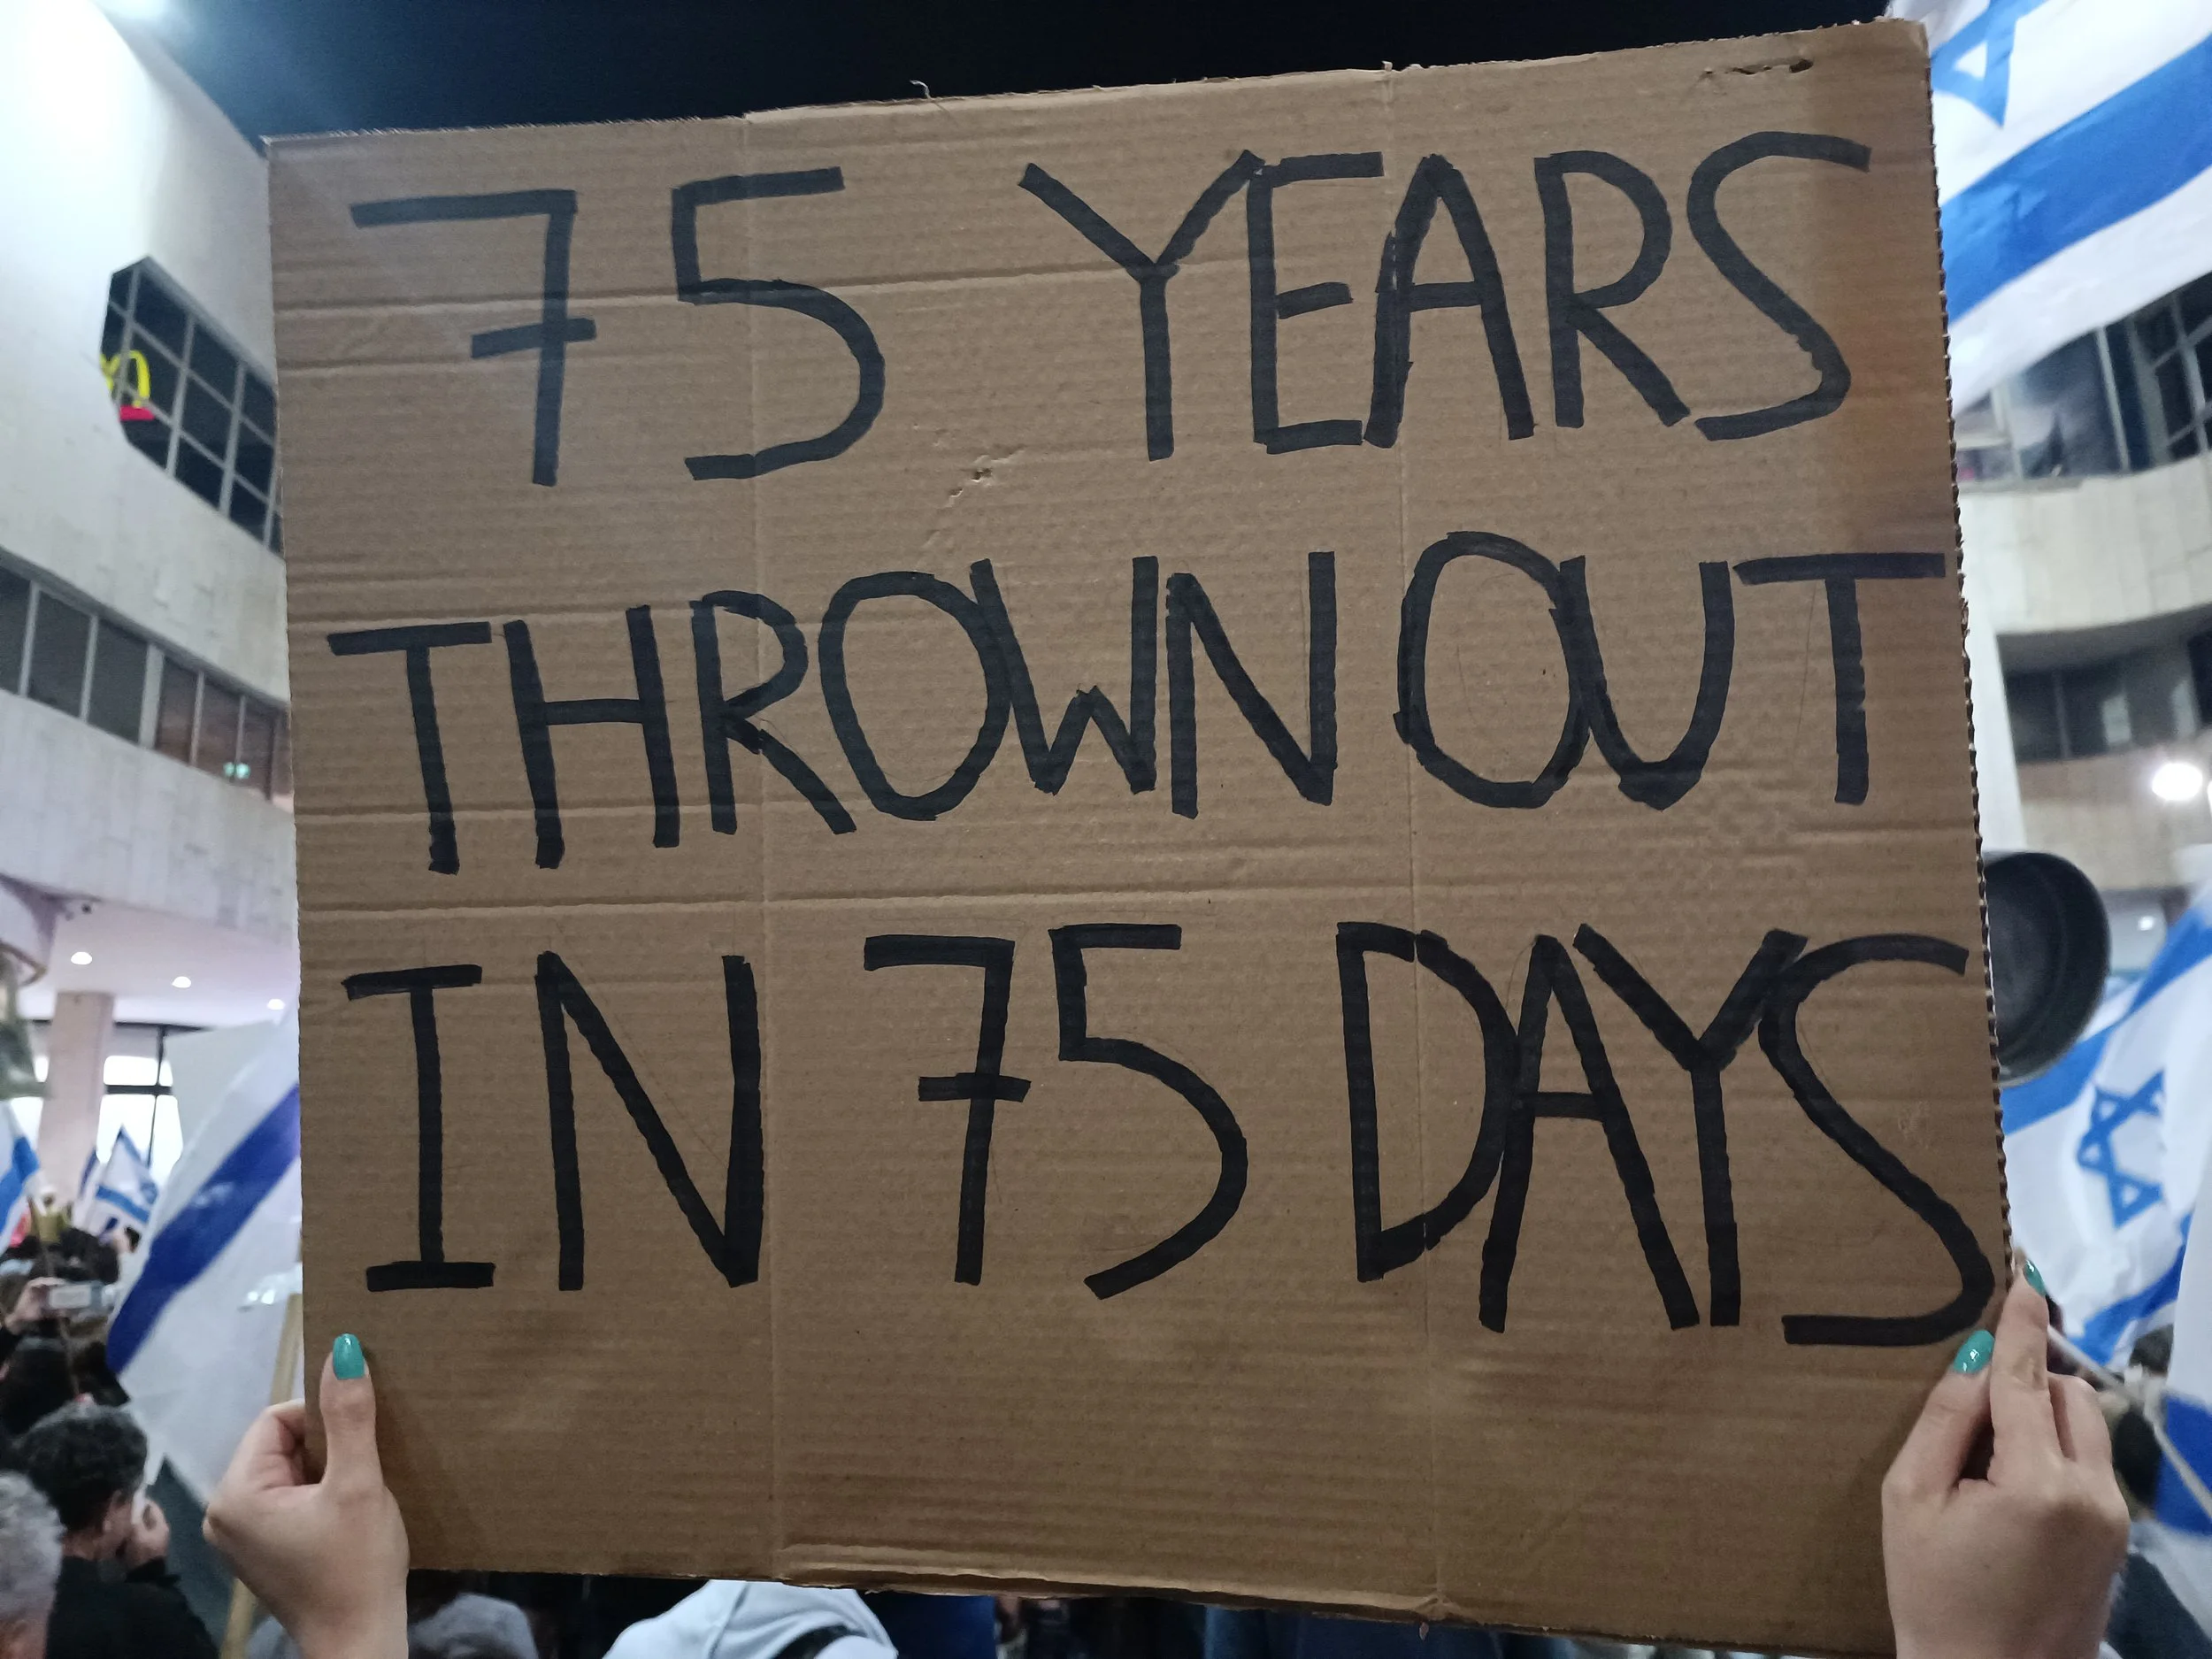 75 YEARS
THROWN OUT
IN 75 DAYS